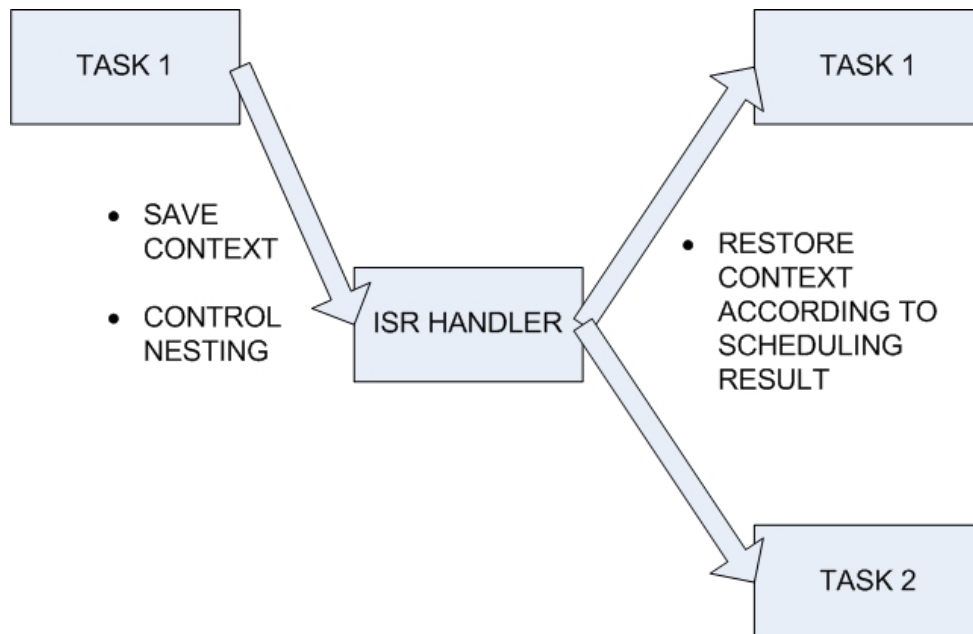 TASK 1
TASK 1
• SAVE
CONTEXT
• CONTROL
NESTING
ISR HANDLER
• RESTORE
CONTEXT
ACCORDING TO
SCHEDULING
RESULT
TASK 2